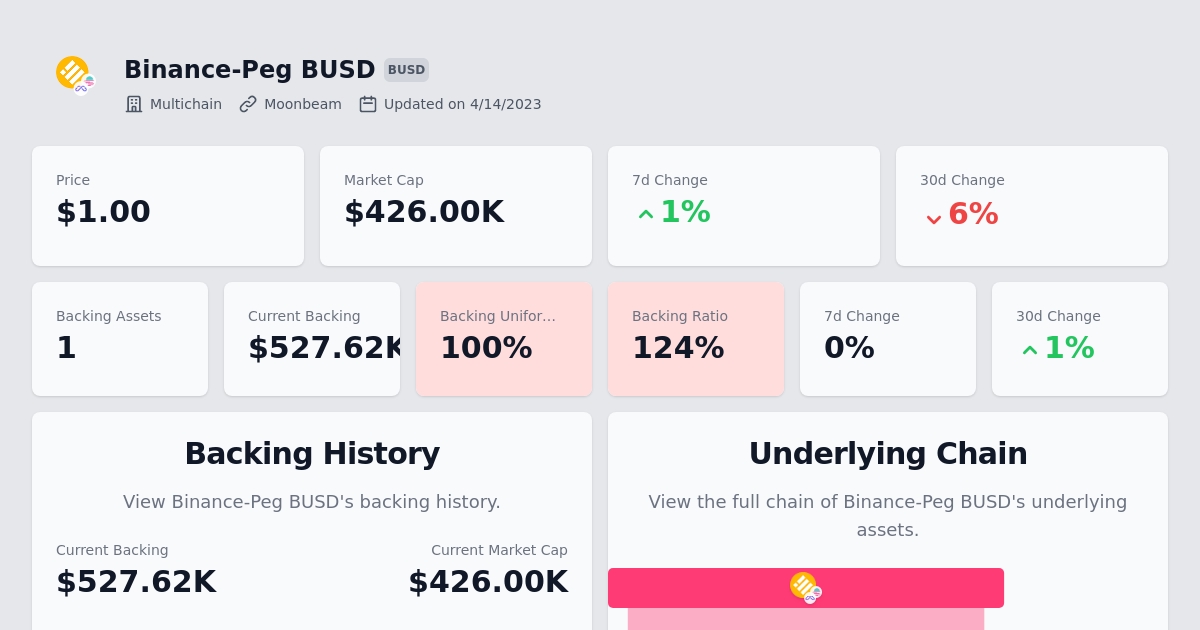 Binance-Peg BUSD BUSD
Multichain Moonbeam Updated on 4/14/2023
Price
$1.00
Market Cap
$426.00K
7d Change
1%
30d Change
6%
Backing Assets
1
Current Backing
$527.62K
Backing Unifor...
100%
Backing Ratio
124%
7d Change
0%
30d Change
1%
Backing History
View Binance-Peg BUSD's backing history.
Current Backing
$527.62K
Current Market Cap
$426.00K
Underlying Chain
View the full chain of Binance-Peg BUSD's underlying
assets.